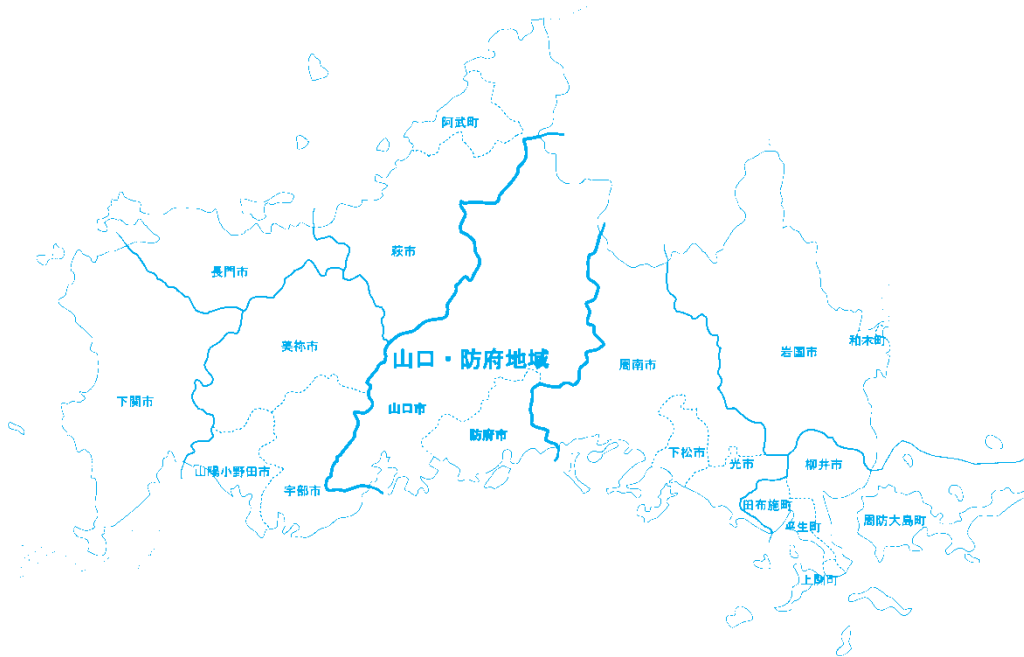 阿武町
萩市
長門市
美祢市
和木町
岩国市
山口・防府地域
周南市
下関市
山口市
防府市
下松市
光市
柳井市
山陽小野田市
宇部市
田布施町
周防大島町
平生町
上関町